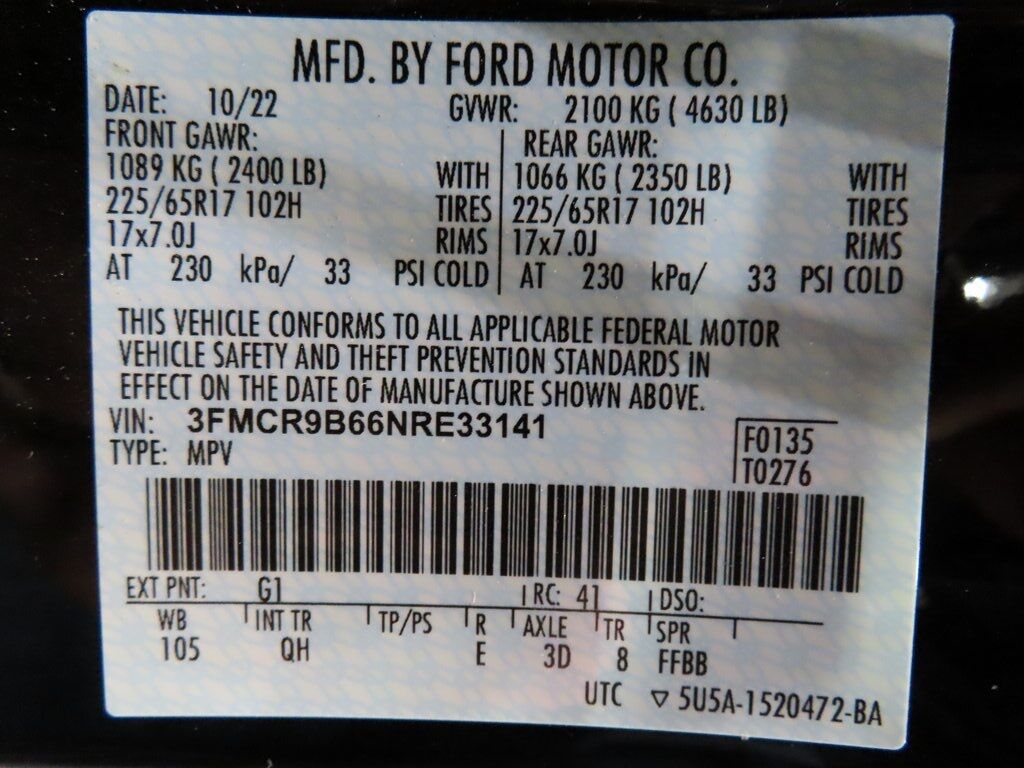 MFD. BY FORD MOTOR CO.
DATE: 10/22 GVWR: 2100 KG ( 4630 LB)
FRONT GAWR: REAR GAWR:
1089 KG ( 2400 LB) WITH 1066 KG ( 2350 LB) WITH
225/65R17 102H TIRES 225/65R17 102H TIRES
17x7.0J RIMS 17x7.0J RIMS
AT 230 kPa/ 33 PSI COLD AT 230 kPa/ 33 PSI COLD
THIS VEHICLE CONFORMS TO ALL APPLICABLE FEDERAL MOTOR
VEHICLE SAFETY AND THEFT PREVENTION STANDARDS IN
EFFECT ON THE DATE OF MANUFACTURE SHOWN ABOVE.
VIN: 3FMCR9B66NRE33141
TYPE: MPV
F0135
T0276
EXT PNT: G1 RC: 41 DSO:
WB INT TR TP/PS R AXLE TR SPR
105 QH E 3D 8 FFBB
UTC ▽ 5U5A-1520472-BA